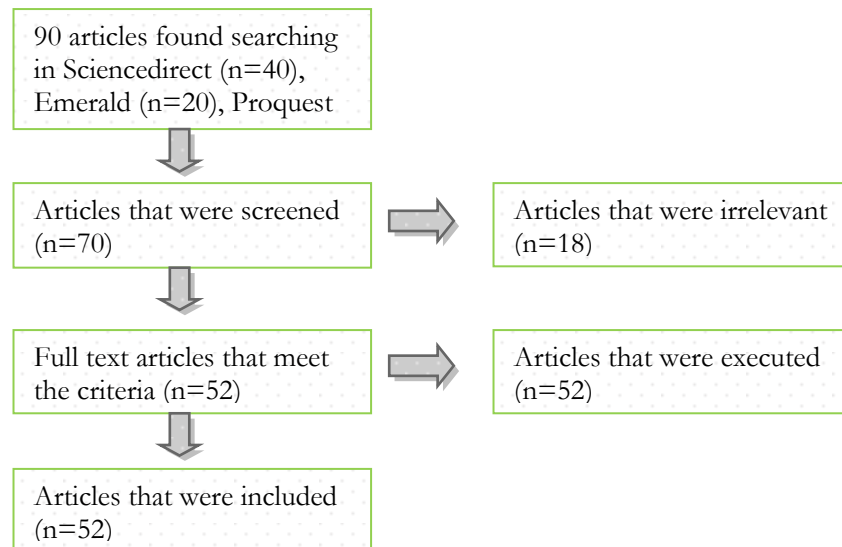 90 articles found searching
in Sciencedirect (n=40),
Emerald (n=20), Proquest
Articles that were screened
(n=70)
Articles that were irrelevant
(n=18)
Full text articles that meet
the criteria (n=52)
Articles that were executed
(n=52)
Articles that were included
(n=52)